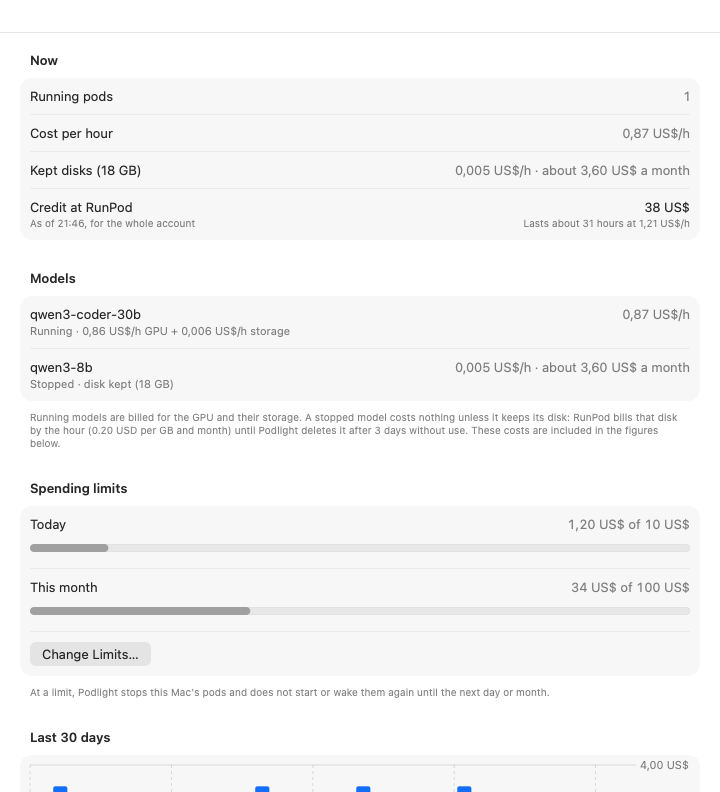 Now
Running pods 1
Cost per hour 0,87 US$/h
Kept disks (18 GB) 0,005 US$/h · about 3,60 US$ a month
Credit at RunPod 38 US$
As of 21:46, for the whole account Lasts about 31 hours at 1,21 US$/h
Models
qwen3-coder-30b 0,87 US$/h
Running · 0,86 US$/h GPU + 0,006 US$/h storage
qwen3-8b 0,005 US$/h · about 3,60 US$ a month
Stopped · disk kept (18 GB)
Running models are billed for the GPU and their storage. A stopped model costs nothing unless it keeps its disk: RunPod bills that disk
by the hour (0.20 USD per GB and month) until Podlight deletes it after 3 days without use. These costs are included in the figures
below.
Spending limits
Today 1,20 US$ of 10 US$
This month 34 US$ of 100 US$
Change Limits...
At a limit, Podlight stops this Mac's pods and does not start or wake them again until the next day or month.
Last 30 days
4,00 US$